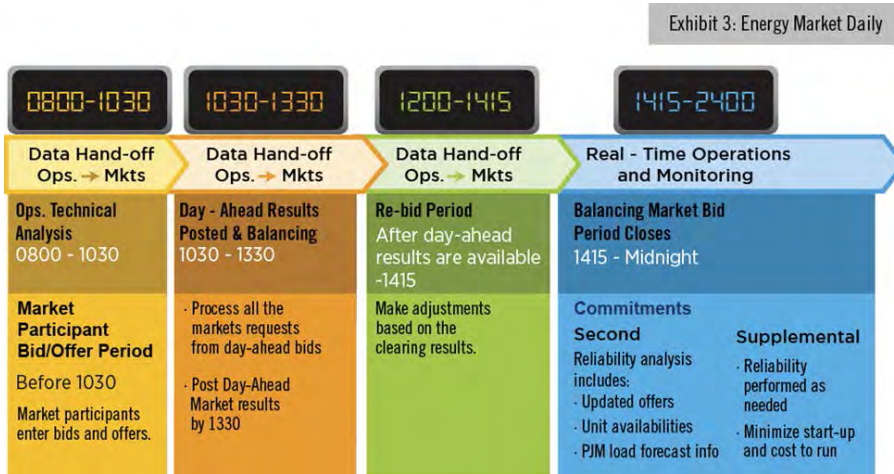 Exhibit 3: Energy Market Daily
0800-1030
1030-1330
1200-1415
1415-2400
Data Hand-off
Ops. → Mkts
Data Hand-off
Ops. → Mkts
Data Hand-off
Ops. → Mkts
Real - Time Operations
and Monitoring
Ops. Technical
Analysis
0800 - 1030
Day - Ahead Results
Posted & Balancing
1030 - 1330
Re-bid Period
After day-ahead
results are available
-1415
Balancing Market Bid
Period Closes
1415 - Midnight
Market
Participant
Bid/Offer Period
Before 1030
Market participants
enter bids and offers.
· Process all the
markets requests
from day-ahead bids
· Post Day-Ahead
Market results
by 1330
Make adjustments
based on the
clearing results.
Commitments
Second
Reliability analysis
includes:
· Updated offers
· Unit availabilities
· PJM load forecast info
Supplemental
· Reliability
performed as
needed
· Minimize start-up
and cost to run